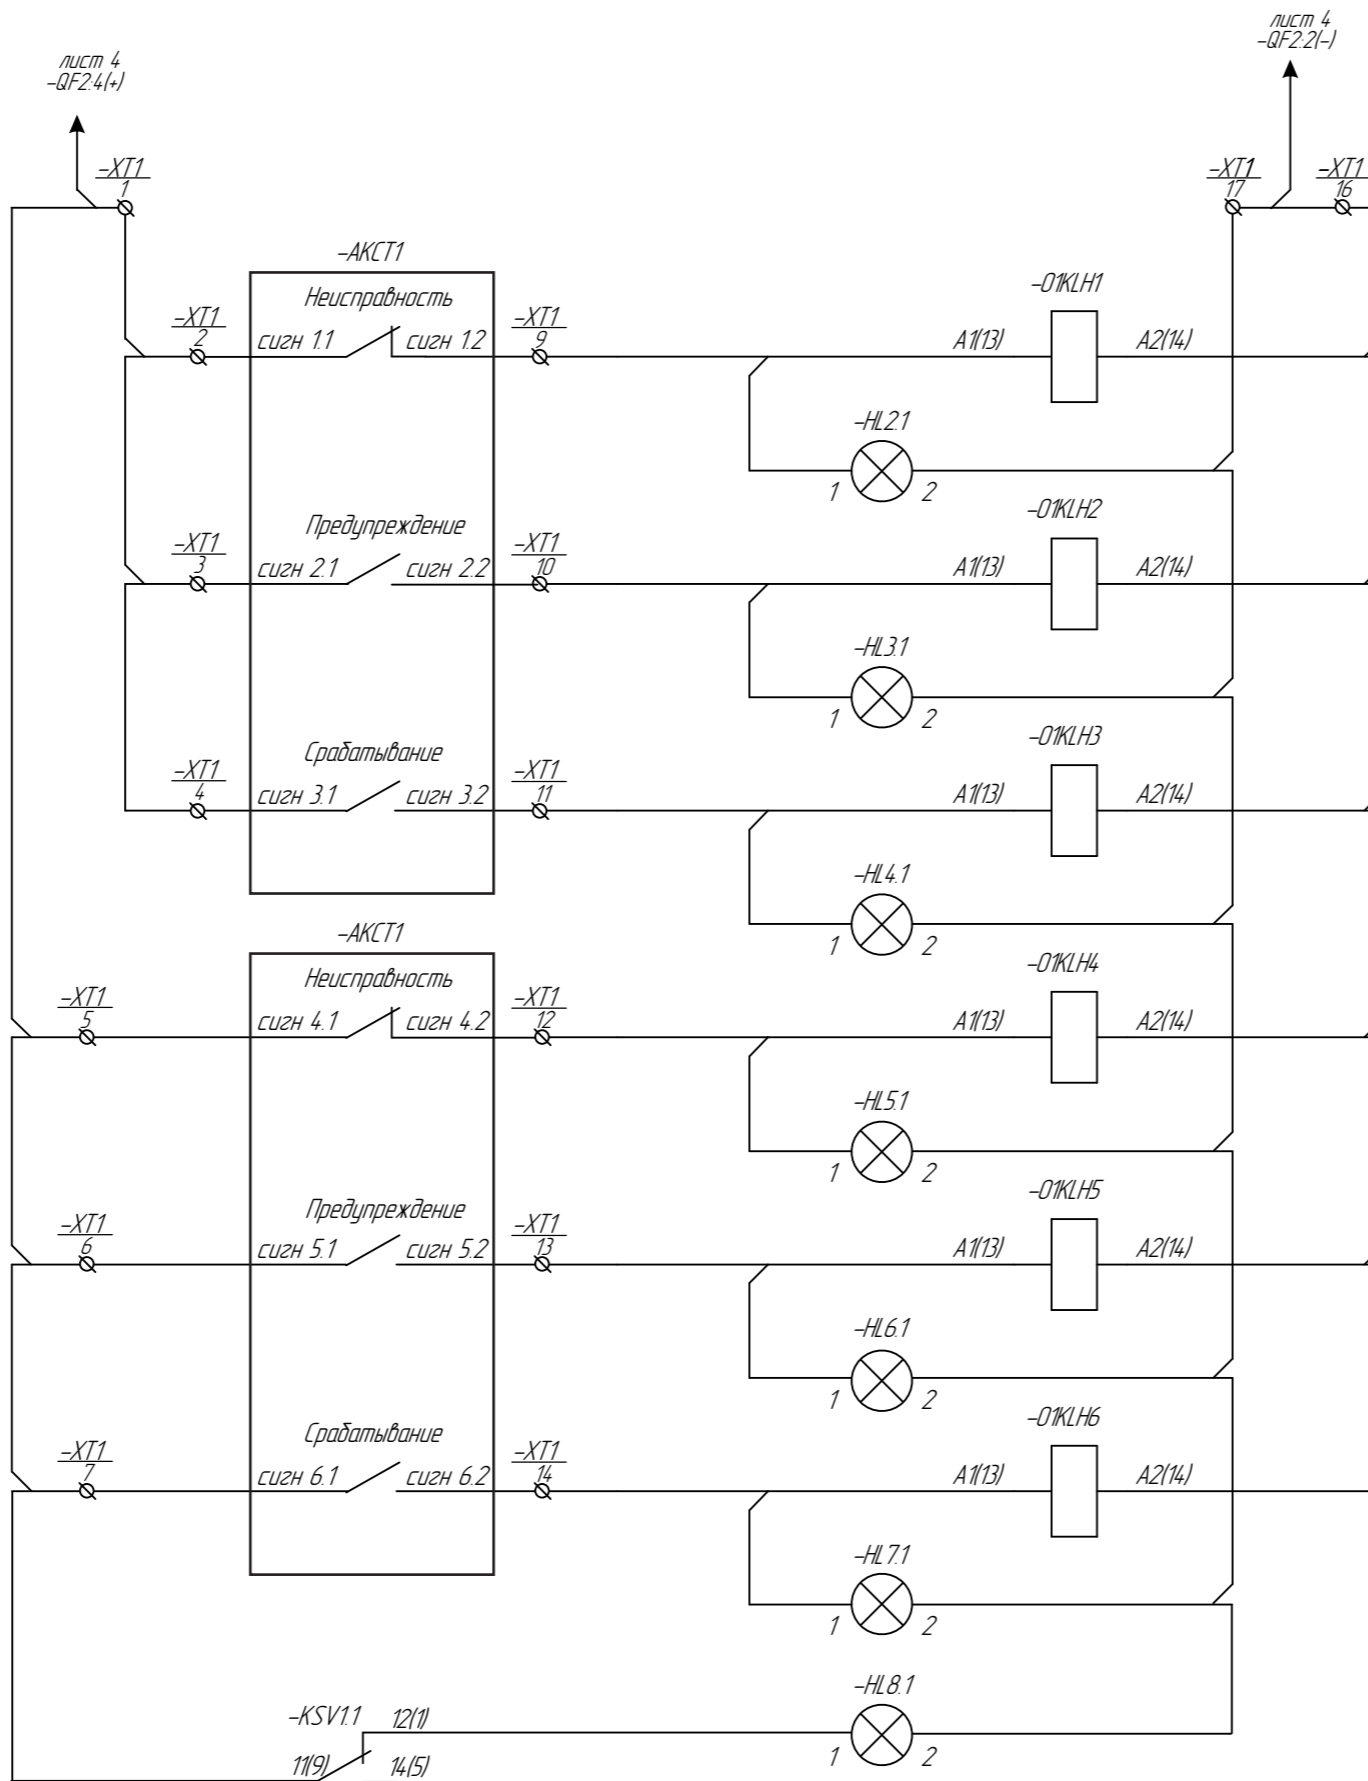 лист 4
-QF2:4(+)
лист 4
-QF2:2(-)
-XT1
1
-XT1
17
-XT1
16
-АКСТ1
Неисправность
-XT1
2
сигн 1.1
сигн 1.2
-XT1
9
-01KLH1
A1(13)
A2(14)
-HL2.1
1
2
Предупреждение
-XT1
3
сигн 2.1
сигн 2.2
-XT1
10
-01KLH2
A1(13)
A2(14)
-HL3.1
1
2
Срабатывание
-XT1
4
сигн 3.1
сигн 3.2
-XT1
11
-01KLH3
A1(13)
A2(14)
-HL4.1
1
2
-АКСТ1
Неисправность
-XT1
5
сигн 4.1
сигн 4.2
-XT1
12
-01KLH4
A1(13)
A2(14)
-HL5.1
1
2
Предупреждение
-XT1
6
сигн 5.1
сигн 5.2
-XT1
13
-01KLH5
A1(13)
A2(14)
-HL6.1
1
2
Срабатывание
-XT1
7
сигн 6.1
сигн 6.2
-XT1
14
-01KLH6
A1(13)
A2(14)
-HL7.1
1
2
-KSV1.1
12(1)
11(9)
14(5)
-HL8.1
1
2